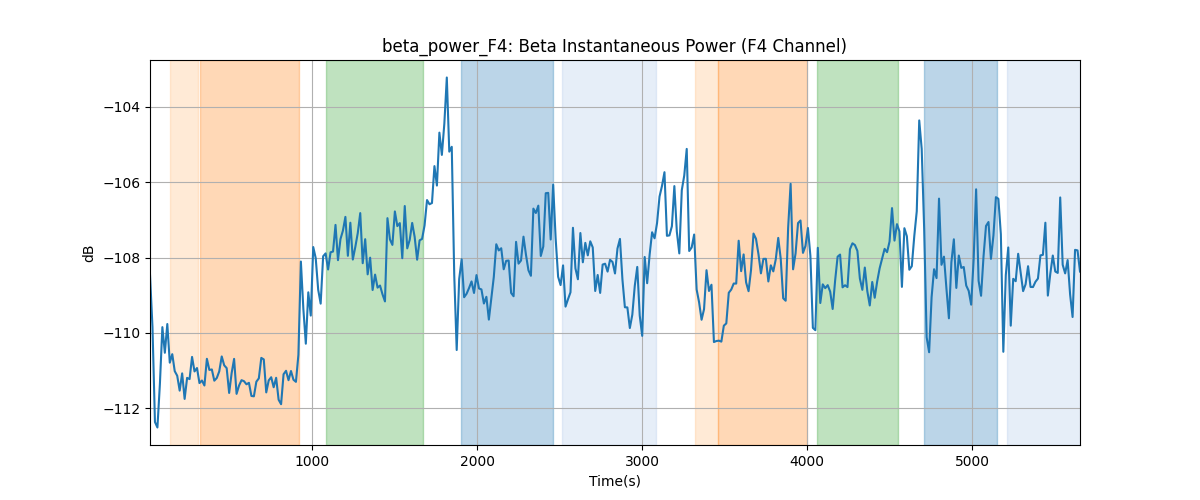 beta_power_F4: Beta Instantaneous Power (F4 Channel)
−104
−106
−108
−110
−112
dB
1000 2000 3000 4000 5000
Time(s)